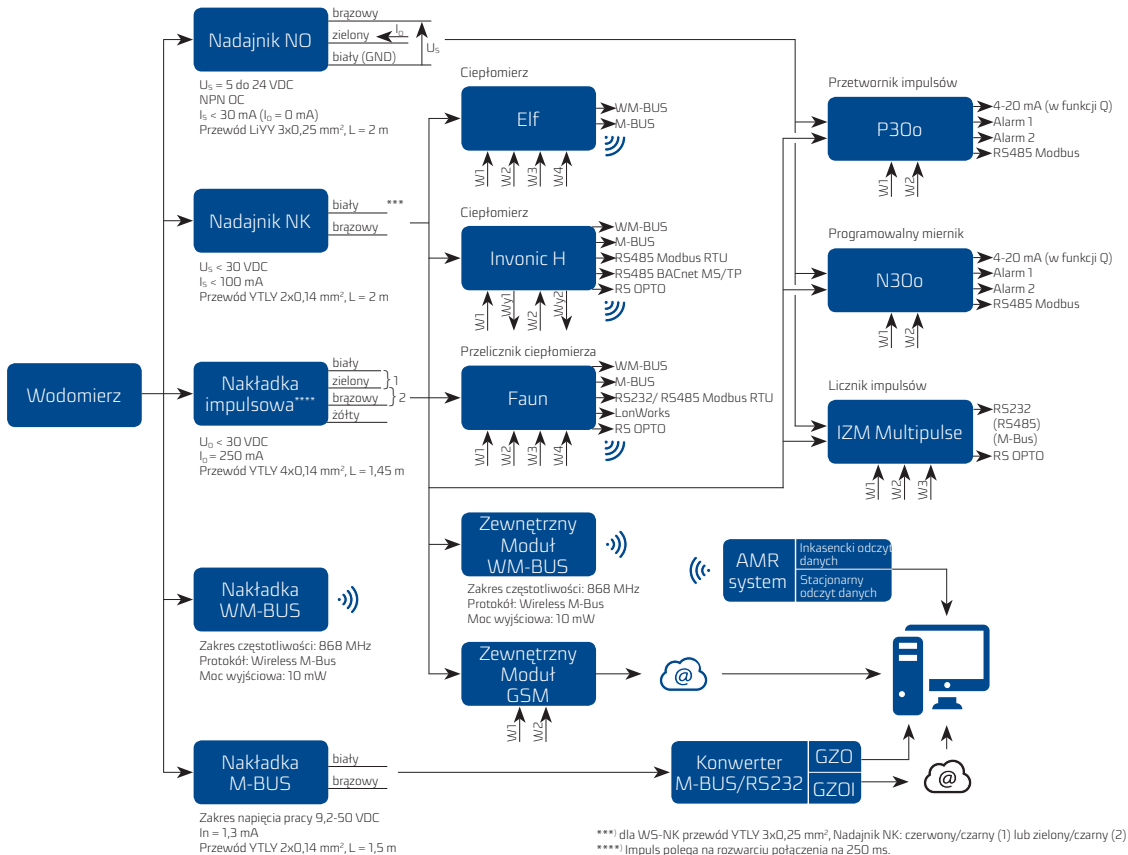 Wodomierz
Nadajnik NO
brązowy
zielony
biały (GND)
I₀
Uₛ
Uₛ = 5 do 24 VDC
NPN OC
Iₛ < 30 mA (I₀ = 0 mA)
Przewód LiYY 3x0,25 mm², L = 2 m
Nadajnik NK
biały
***
brązowy
Uₛ < 30 VDC
Iₛ < 100 mA
Przewód YTLY 2x0,14 mm², L = 2 m
Nakładka
impulsowa****
biały
zielony
brązowy
żółty
1
2
U₀ < 30 VDC
I₀ = 250 mA
Przewód YTLY 4x0,14 mm², L = 1,45 m
Nakładka
WM-BUS
Zakres częstotliwości: 868 MHz
Protokół: Wireless M-Bus
Moc wyjściowa: 10 mW
Nakładka
M-BUS
biały
brązowy
Zakres napięcia pracy 9,2-50 VDC
In = 1,3 mA
Przewód YTLY 2x0,14 mm², L = 1,5 m
Ciepłomierz
Elf
WM-BUS
M-BUS
W1
W2
W3
W4
Ciepłomierz
Invonic H
WM-BUS
M-BUS
RS485 Modbus RTU
RS485 BACnet MS/TP
RS OPTO
W1
Wy1
W2
Wy2
Przelicznik ciepłomierza
Faun
WM-BUS
M-BUS
RS232/ RS485 Modbus RTU
LonWorks
RS OPTO
W1
W2
W3
W4
Zewnętrzny
Moduł
WM-BUS
Zakres częstotliwości: 868 MHz
Protokół: Wireless M-Bus
Moc wyjściowa: 10 mW
Zewnętrzny
Moduł
GSM
W1
W2
@
Przetwornik impulsów
P30o
4-20 mA (w funkcji Q)
Alarm 1
Alarm 2
RS485 Modbus
W1
W2
Programowalny miernik
N30o
4-20 mA (w funkcji Q)
Alarm 1
Alarm 2
RS485 Modbus
W1
W2
Licznik impulsów
IZM Multipulse
RS232
(RS485)
(M-Bus)
RS OPTO
W1
W2
W3
AMR
system
Inkasencki odczyt
danych
Stacjonarny
odczyt danych
Konwerter
M-BUS/RS232
GZO
GZOI
@
***⁾ dla WS-NK przewód YTLY 3x0,25 mm², Nadajnik NK: czerwony/czarny (1) lub zielony/czarny (2)
****⁾ Impuls polega na rozwarciu połączenia na 250 ms.